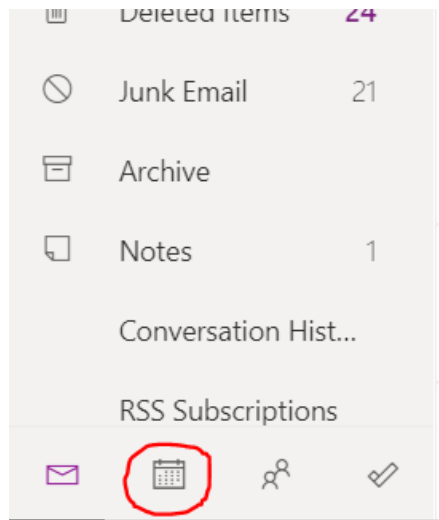 Deleted Items 24
Junk Email 21
Archive
Notes 1
Conversation Hist...
RSS Subscriptions